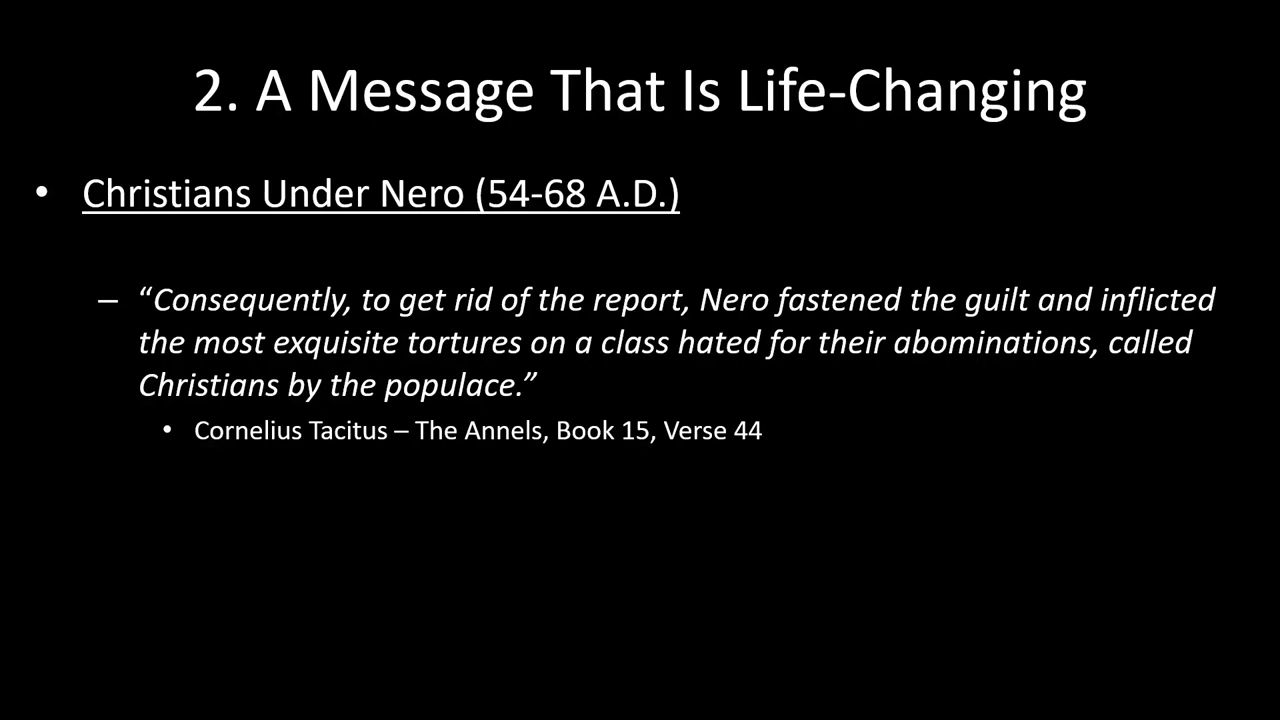 2. A Message That Is Life-Changing
• Christians Under Nero (54-68 A.D.)
– “Consequently, to get rid of the report, Nero fastened the guilt and inflicted
the most exquisite tortures on a class hated for their abominations, called
Christians by the populace.”
• Cornelius Tacitus – The Annels, Book 15, Verse 44